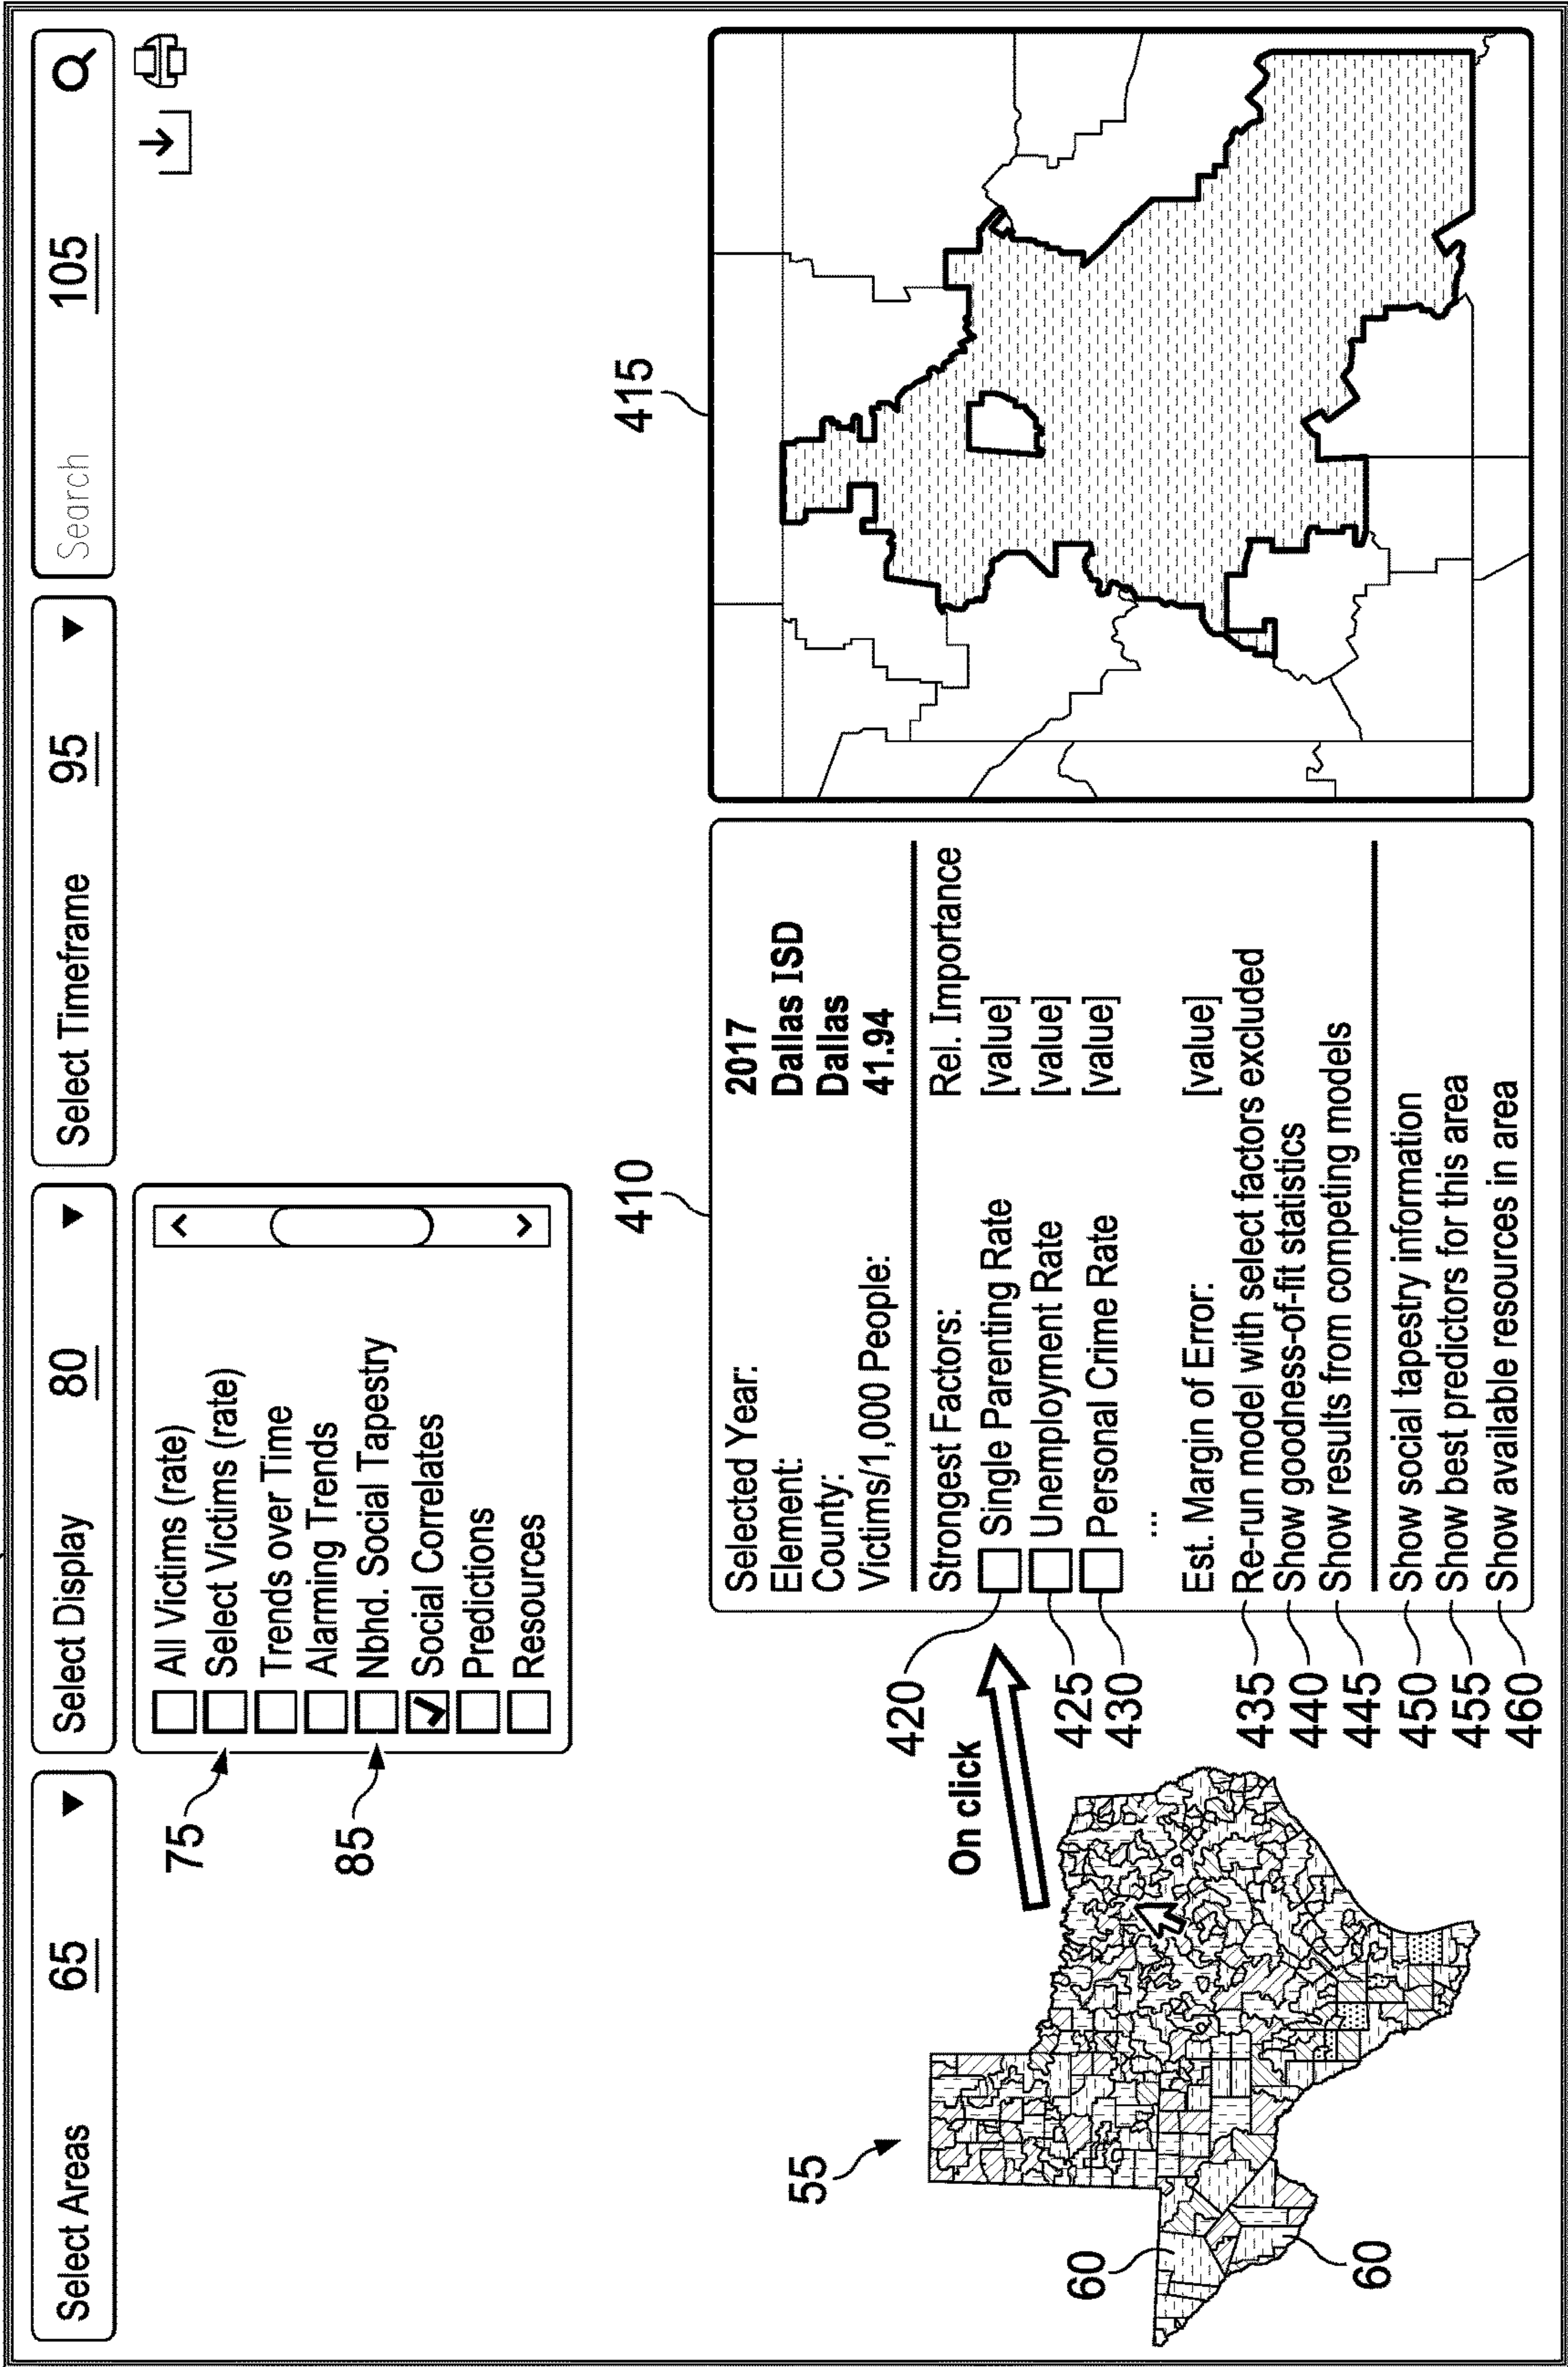 Select Areas 65 ▼
Select Display 80 ▼
Select Timeframe 95 ▼
Search 105
75
85
All Victims (rate)
Select Victims (rate)
Trends over Time
Alarming Trends
Nbhd. Social Tapestry
Social Correlates
Predictions
Resources
55
60
60
On click
410
415
Selected Year: 2017
Element: Dallas ISD
County: Dallas
Victims/1,000 People: 41.94
Strongest Factors: Rel. Importance
420 Single Parenting Rate [value]
425 Unemployment Rate [value]
430 Personal Crime Rate [value]
...
Est. Margin of Error: [value]
435 Re-run model with select factors excluded
440 Show goodness-of-fit statistics
445 Show results from competing models
450 Show social tapestry information
455 Show best predictors for this area
460 Show available resources in area